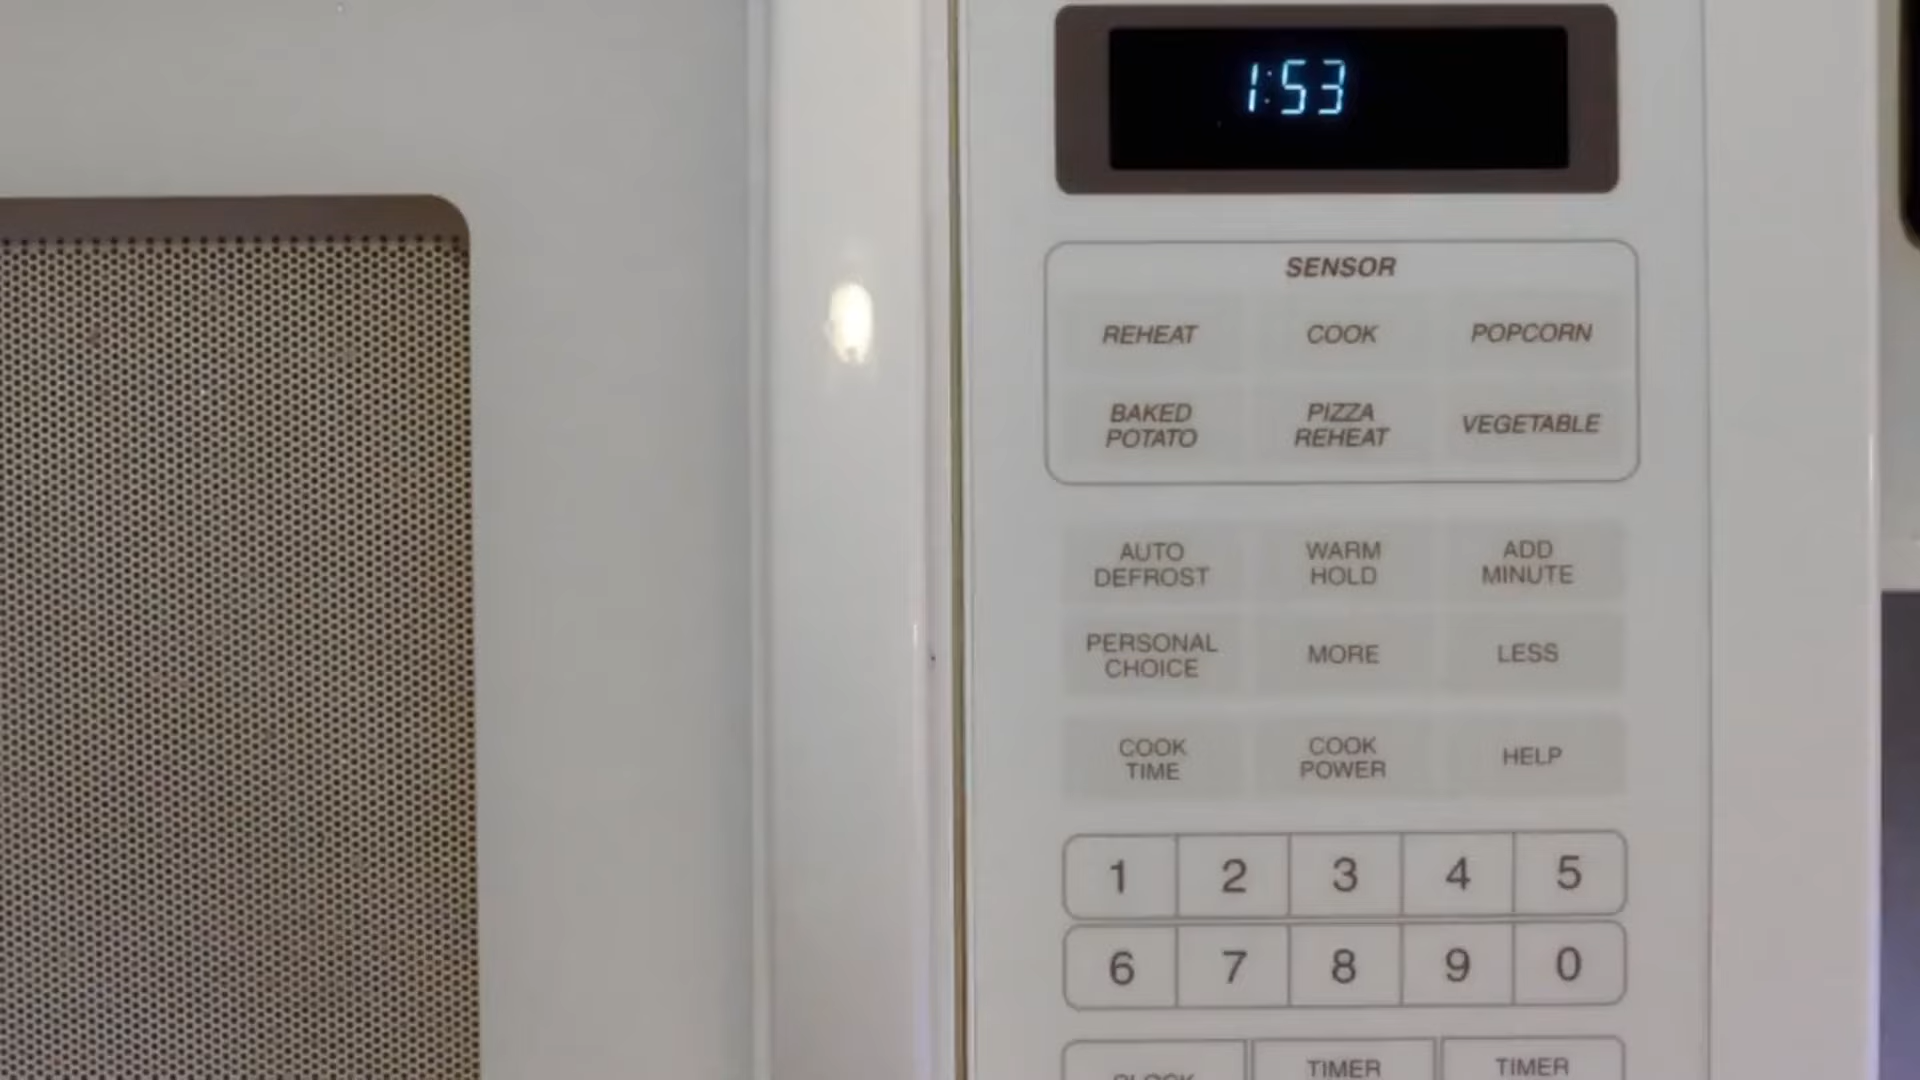 1:53
SENSOR
REHEAT COOK POPCORN
BAKED POTATO
PIZZA REHEAT
VEGETABLE
AUTO DEFROST
WARM HOLD
ADD MINUTE
PERSONAL CHOICE
MORE
LESS
COOK TIME
COOK POWER
HELP
1 2 3 4 5
6 7 8 9 0
CLOCK
TIMER
TIMER